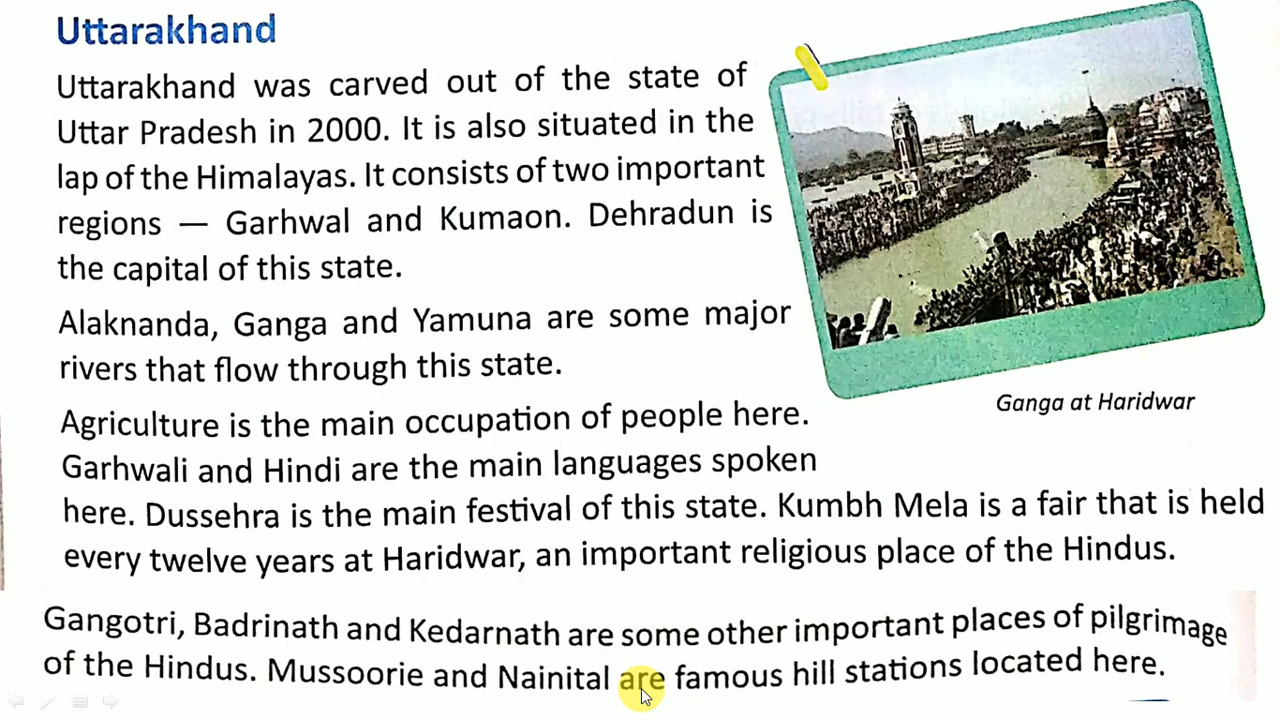 Uttarakhand
Uttarakhand was carved out of the state of
Uttar Pradesh in 2000. It is also situated in the
lap of the Himalayas. It consists of two important
regions — Garhwal and Kumaon. Dehradun is
the capital of this state.
Alaknanda, Ganga and Yamuna are some major
rivers that flow through this state.
Ganga at Haridwar
Agriculture is the main occupation of people here.
Garhwali and Hindi are the main languages spoken
here. Dussehra is the main festival of this state. Kumbh Mela is a fair that is held
every twelve years at Haridwar, an important religious place of the Hindus.
Gangotri, Badrinath and Kedarnath are some other important places of pilgrimage
of the Hindus. Mussoorie and Nainital are famous hill stations located here.